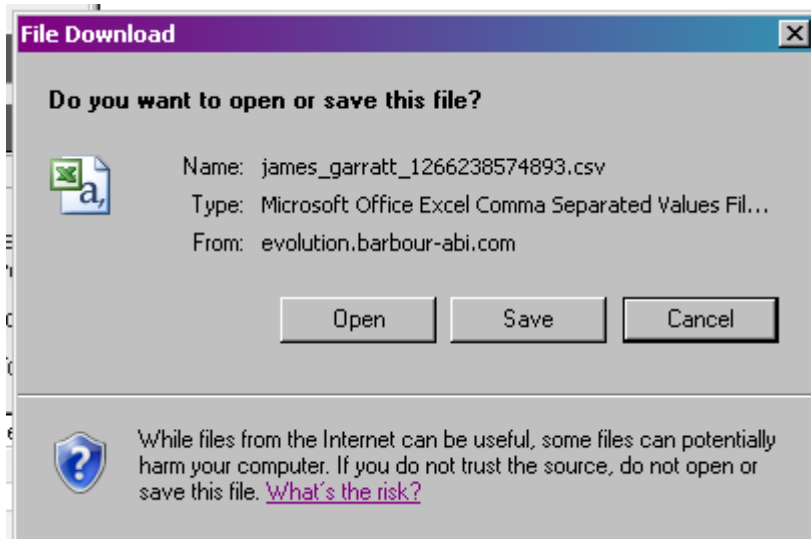 File Download
Do you want to open or save this file?
Name: james_garratt_1266238574893.csv
Type: Microsoft Office Excel Comma Separated Values Fil...
From: evolution.barbour-abi.com
Open Save Cancel
While files from the Internet can be useful, some files can potentially
harm your computer. If you do not trust the source, do not open or
save this file. What's the risk?